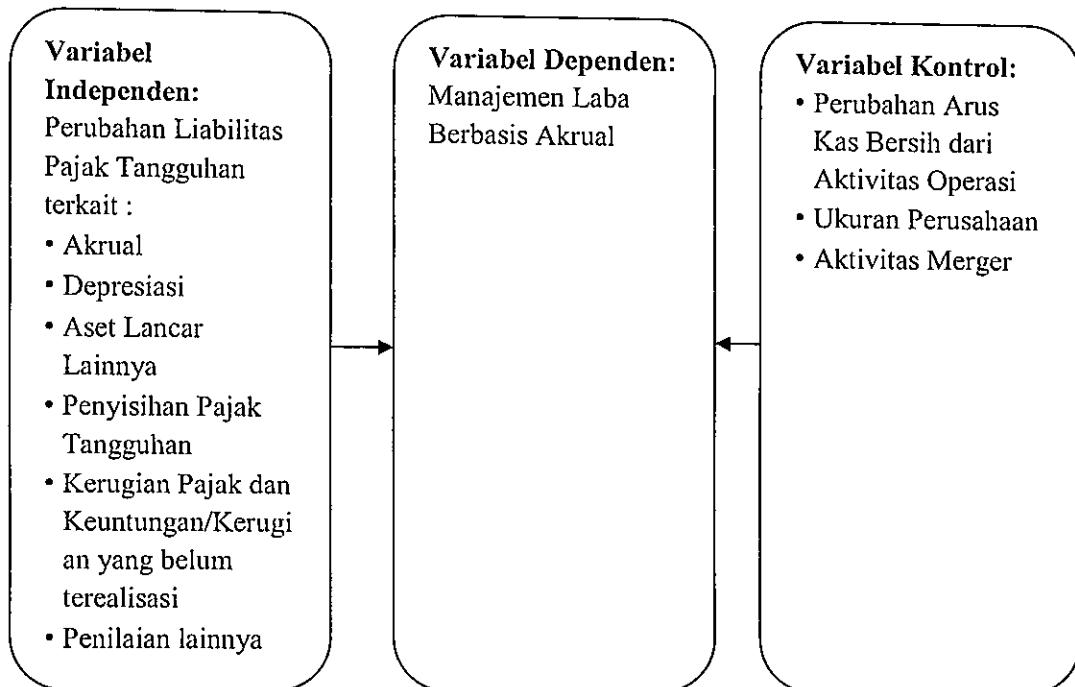 Variabel
Independen:
Perubahan Liabilitas
Pajak Tangguhan
terkait :
• Akrual
• Depresiasi
• Aset Lancar
Lainnya
• Penyisihan Pajak
Tangguhan
• Kerugian Pajak dan
Keuntungan/Kerugi
an yang belum
terealisasi
• Penilaian lainnya
Variabel Dependen:
Manajemen Laba
Berbasis Akrual
Variabel Kontrol:
• Perubahan Arus
Kas Bersih dari
Aktivitas Operasi
• Ukuran Perusahaan
• Aktivitas Merger